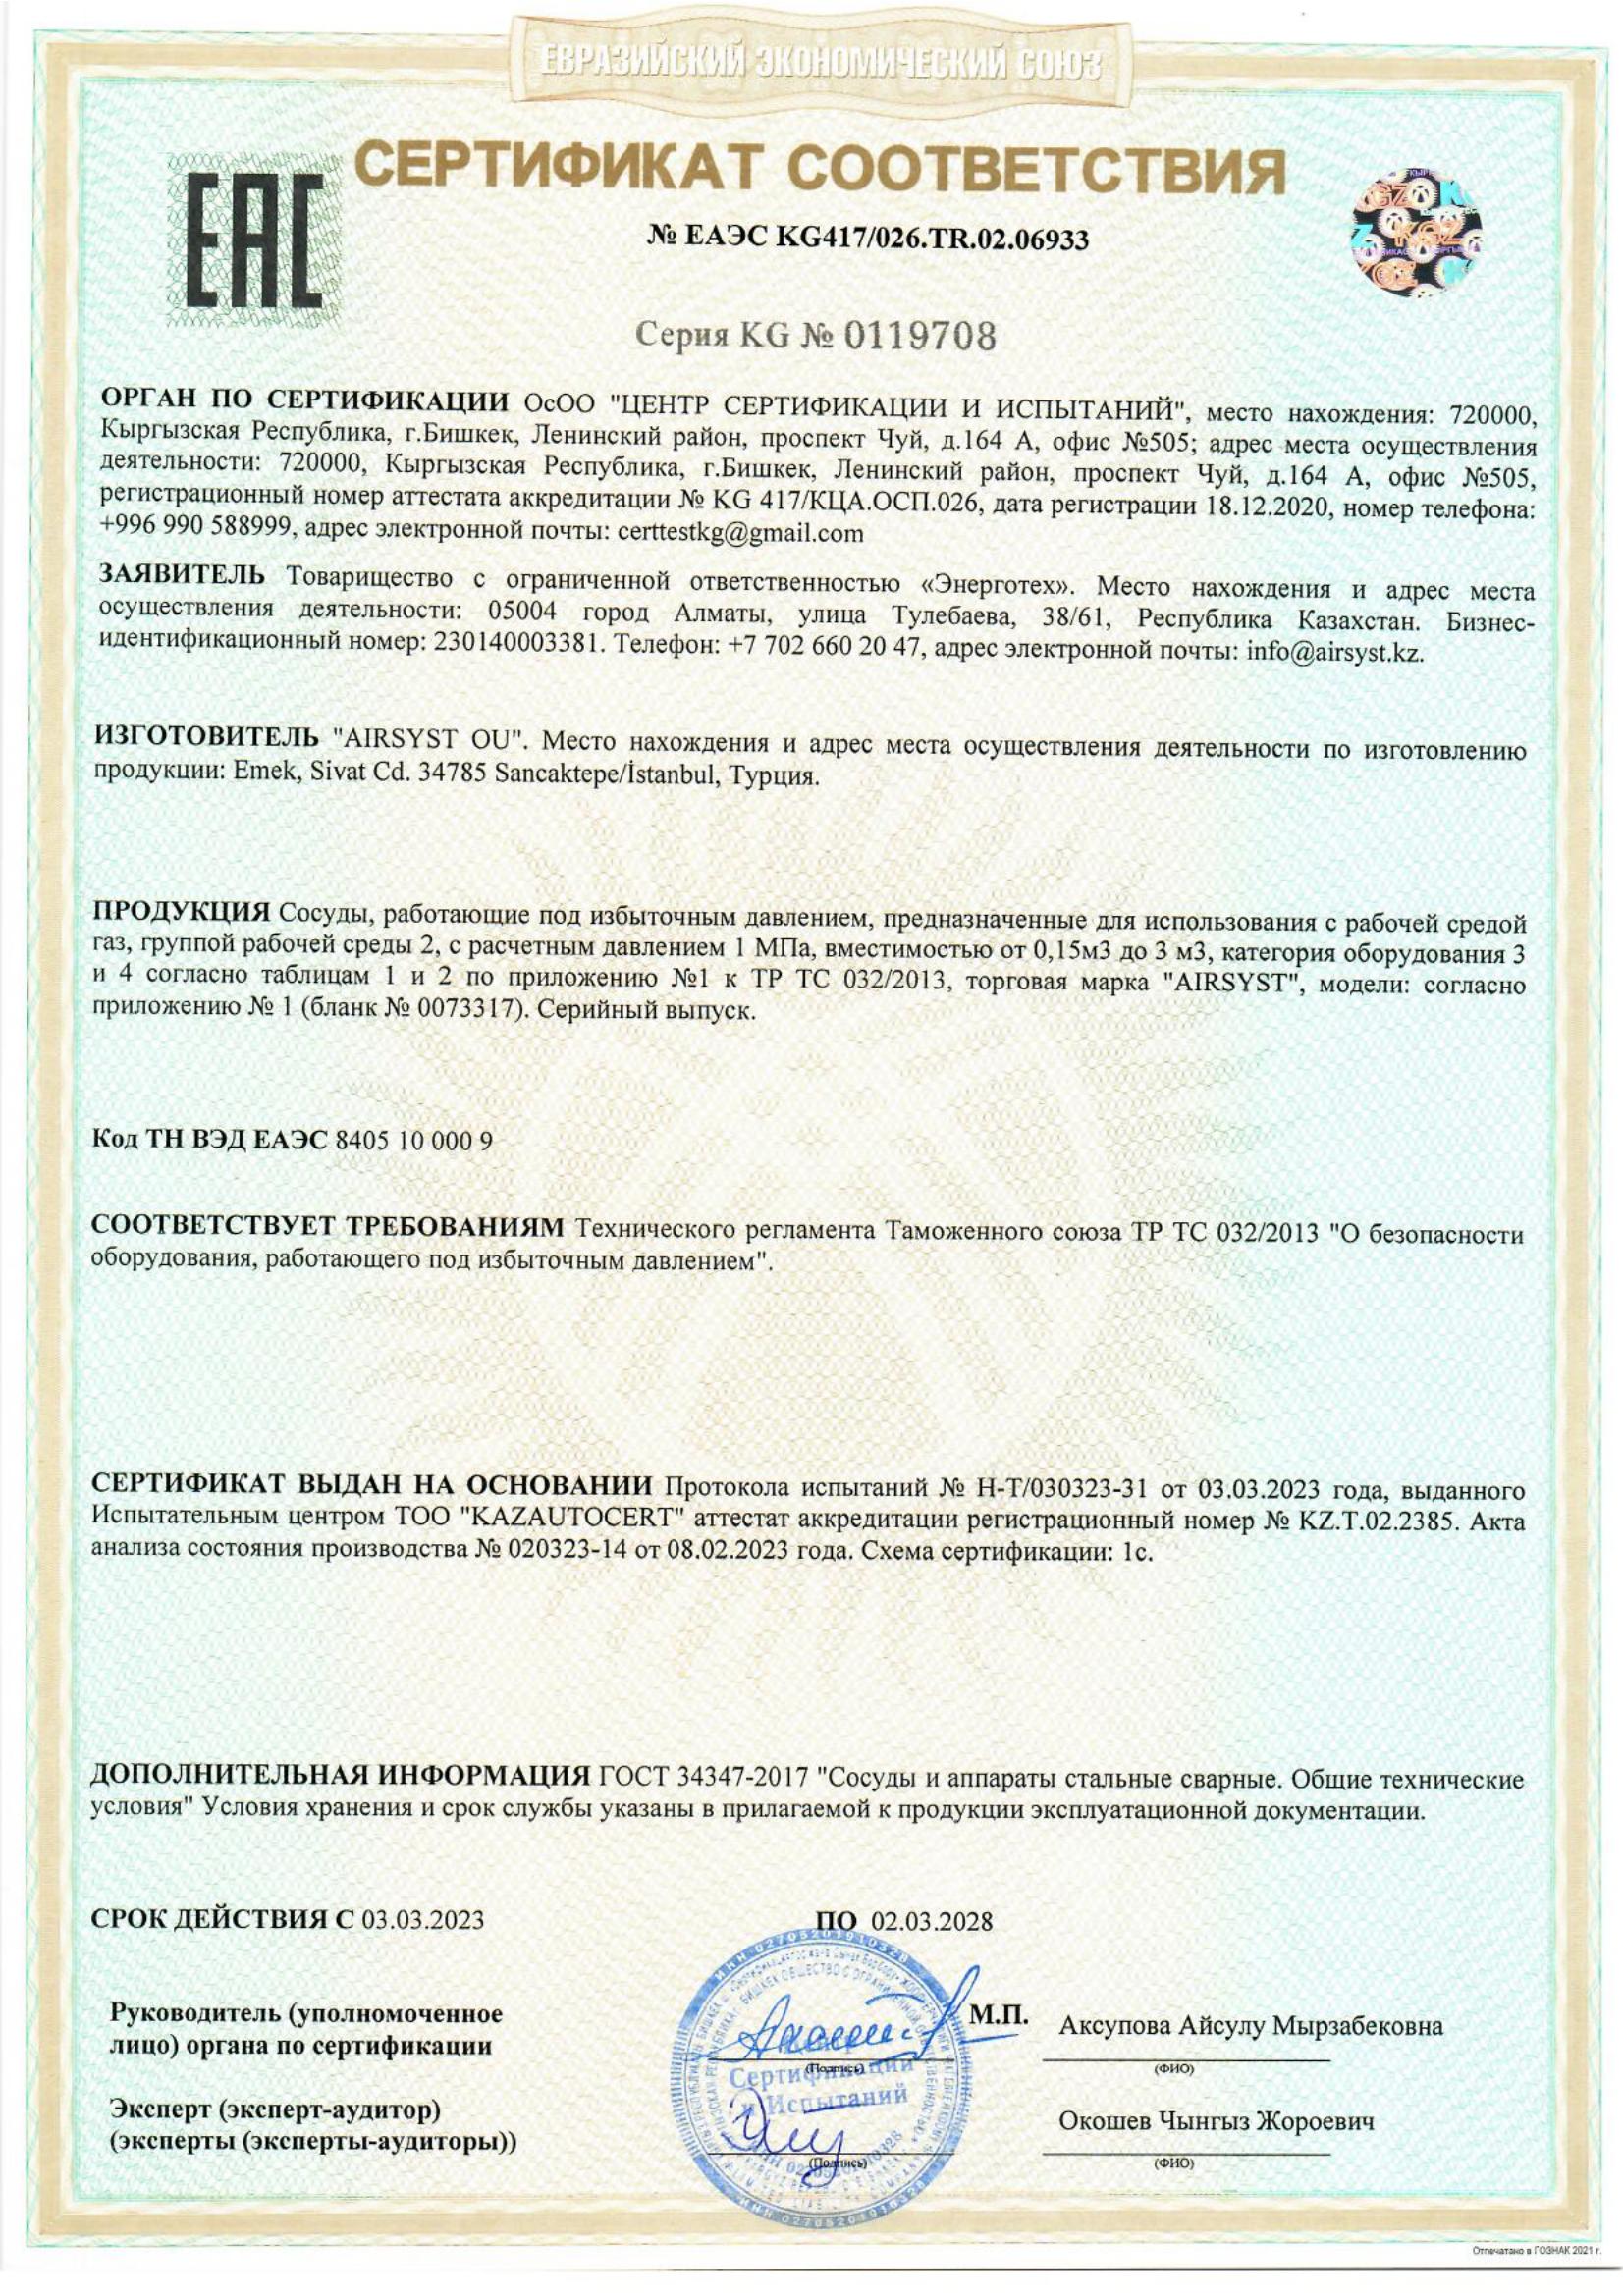 ЕВРАЗИЙСКИЙ ЭКОНОМИЧЕСКИЙ СОЮЗ
ЕАС
СЕРТИФИКАТ СООТВЕТСТВИЯ
№ ЕАЭС KG417/026.TR.02.06933
Серия KG № 0119708
ОРГАН ПО СЕРТИФИКАЦИИ ОсОО "ЦЕНТР СЕРТИФИКАЦИИ И ИСПЫТАНИЙ", место нахождения: 720000,
Кыргызская Республика, г.Бишкек, Ленинский район, проспект Чуй, д.164 А, офис №505; адрес места осуществления
деятельности: 720000, Кыргызская Республика, г.Бишкек, Ленинский район, проспект Чуй, д.164 А, офис №505,
регистрационный номер аттестата аккредитации № KG 417/КЦА.ОСП.026, дата регистрации 18.12.2020, номер телефона:
+996 990 588999, адрес электронной почты: certtestkg@gmail.com
ЗАЯВИТЕЛЬ Товарищество с ограниченной ответственностью «Энерготех». Место нахождения и адрес места
осуществления деятельности: 05004 город Алматы, улица Тулебаева, 38/61, Республика Казахстан. Бизнес-
идентификационный номер: 230140003381. Телефон: +7 702 660 20 47, адрес электронной почты: info@airsyst.kz.
ИЗГОТОВИТЕЛЬ "AIRSYST OU". Место нахождения и адрес места осуществления деятельности по изготовлению
продукции: Emek, Sivat Cd. 34785 Sancaktepe/İstanbul, Турция.
ПРОДУКЦИЯ Сосуды, работающие под избыточным давлением, предназначенные для использования с рабочей средой
газ, группой рабочей среды 2, с расчетным давлением 1 МПа, вместимостью от 0,15м3 до 3 м3, категория оборудования 3
и 4 согласно таблицам 1 и 2 по приложению №1 к ТР ТС 032/2013, торговая марка "AIRSYST", модели: согласно
приложению № 1 (бланк № 0073317). Серийный выпуск.
Код ТН ВЭД ЕАЭС 8405 10 000 9
СООТВЕТСТВУЕТ ТРЕБОВАНИЯМ Технического регламента Таможенного союза ТР ТС 032/2013 "О безопасности
оборудования, работающего под избыточным давлением".
СЕРТИФИКАТ ВЫДАН НА ОСНОВАНИИ Протокола испытаний № Н-Т/030323-31 от 03.03.2023 года, выданного
Испытательным центром ТОО "KAZAUTOCERT" аттестат аккредитации регистрационный номер № KZ.T.02.2385. Акта
анализа состояния производства № 020323-14 от 08.02.2023 года. Схема сертификации: 1с.
ДОПОЛНИТЕЛЬНАЯ ИНФОРМАЦИЯ ГОСТ 34347-2017 "Сосуды и аппараты стальные сварные. Общие технические
условия" Условия хранения и срок службы указаны в прилагаемой к продукции эксплуатационной документации.
СРОК ДЕЙСТВИЯ С 03.03.2023 ПО 02.03.2028
Руководитель (уполномоченное
лицо) органа по сертификации
(Подпись)
М.П.
Аксупова Айсулу Мырзабековна
(ФИО)
Сертификации
и Испытаний
Эксперт (эксперт-аудитор)
(эксперты (эксперты-аудиторы))
(Подпись)
Окошев Чынгыз Жороевич
(ФИО)
Отпечатано в ГОЗНАК 2021 г.